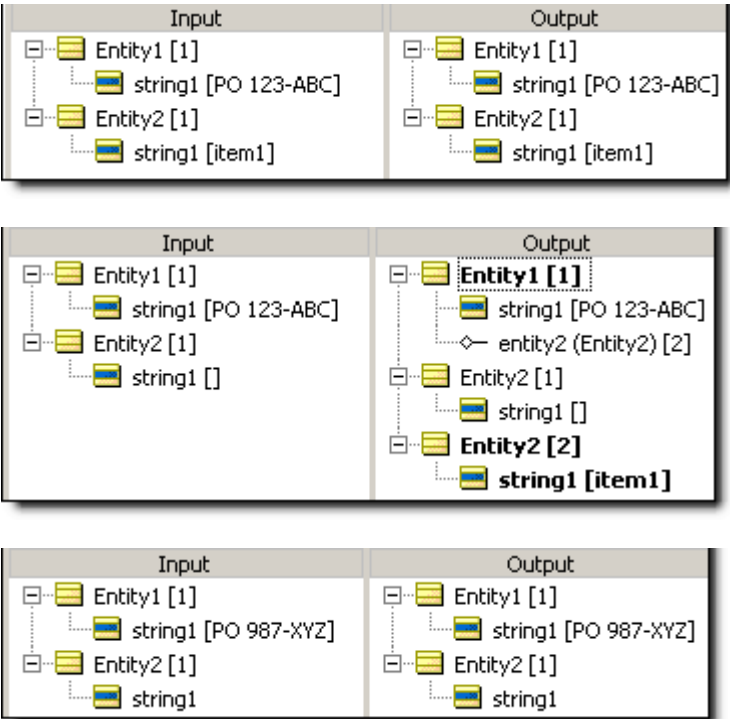 Input Output
Entity1 [1] Entity1 [1]
string1 [PO 123-ABC] string1 [PO 123-ABC]
Entity2 [1] Entity2 [1]
string1 [item1] string1 [item1]
Input Output
Entity1 [1] Entity1 [1]
string1 [PO 123-ABC] string1 [PO 123-ABC]
Entity2 [1] entity2 (Entity2) [2]
string1 [] Entity2 [1]
string1 []
Entity2 [2]
string1 [item1]
Input Output
Entity1 [1] Entity1 [1]
string1 [PO 987-XYZ] string1 [PO 987-XYZ]
Entity2 [1] Entity2 [1]
string1 string1